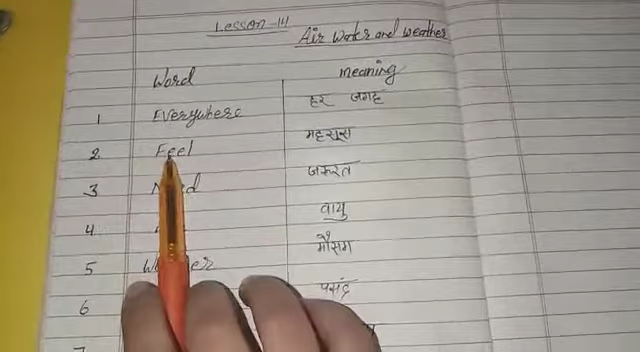 Lesson-14
Air water and weather
Word meaning
1 Everywhere हर जगह
2 Feel महसूस
3 जरूरत
4 वायु
5 मौसम
6 पसंद